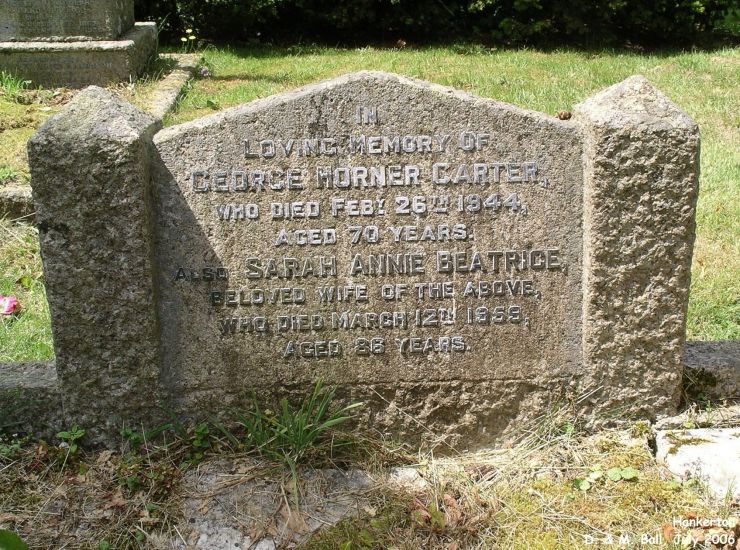 IN
LOVING MEMORY OF
GEORGE HORNER CARTER,
WHO DIED FEBY 26TH 1944,
AGED 70 YEARS.
ALSO SARAH ANNIE BEATRICE,
BELOVED WIFE OF THE ABOVE,
WHO DIED MARCH 12TH 1959,
AGED 86 YEARS.
Hankerton
D. & M. Ball July 2006